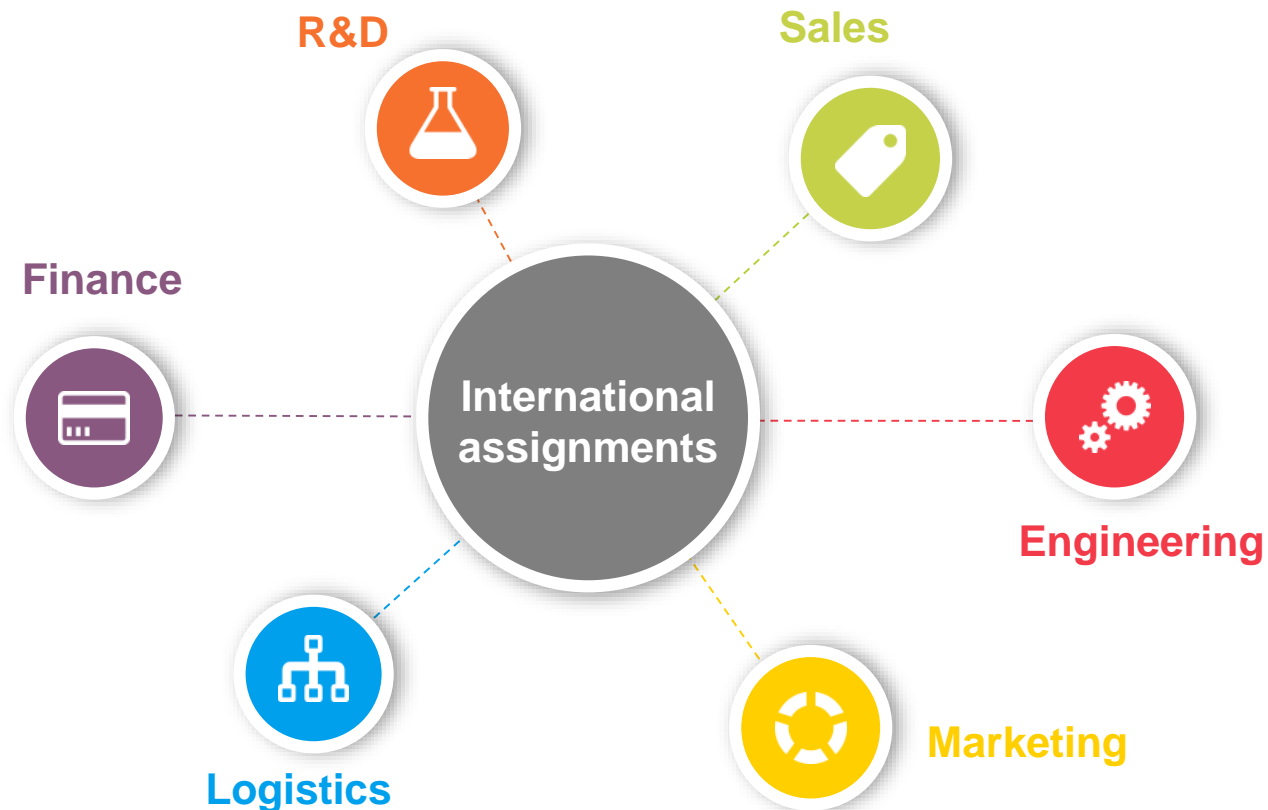 R&D
Sales
Finance
International
assignments
Engineering
Marketing
Logistics